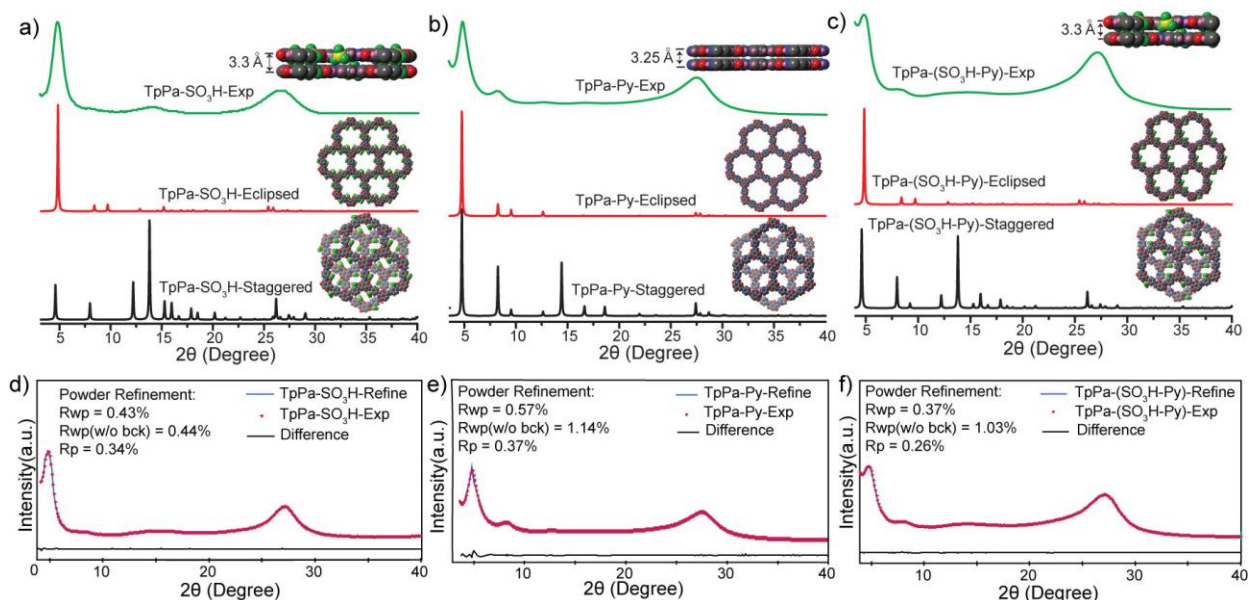 a)
3.3 Å
TpPa-SO₃H-Exp
TpPa-SO₃H-Eclipsed
TpPa-SO₃H-Staggered
5 10 15 20 25 30 35 40
2θ (Degree)
b)
3.25 Å
TpPa-Py-Exp
TpPa-Py-Eclipsed
TpPa-Py-Staggered
5 10 15 20 25 30 35 40
2θ (Degree)
c)
3.3 Å
TpPa-(SO₃H-Py)-Exp
TpPa-(SO₃H-Py)-Eclipsed
TpPa-(SO₃H-Py)-Staggered
5 10 15 20 25 30 35 40
2θ (Degree)
d)
Powder Refinement:
Rwp = 0.43%
Rwp(w/o bck) = 0.44%
Rp = 0.34%
TpPa-SO₃H-Refine
TpPa-SO₃H-Exp
Difference
Intensity(a.u.)
0 10 20 30 40
2θ (Degree)
e)
Powder Refinement:
Rwp = 0.57%
Rwp(w/o bck) = 1.14%
Rp = 0.37%
TpPa-Py-Refine
TpPa-Py-Exp
Difference
Intensity(a.u.)
10 20 30 40
2θ (Degree)
f)
Powder Refinement:
Rwp = 0.37%
Rwp(w/o bck) = 1.03%
Rp = 0.26%
TpPa-(SO₃H-Py)-Refine
TpPa-(SO₃H-Py)-Exp
Difference
Intensity(a.u.)
10 20 30 40
2θ (Degree)